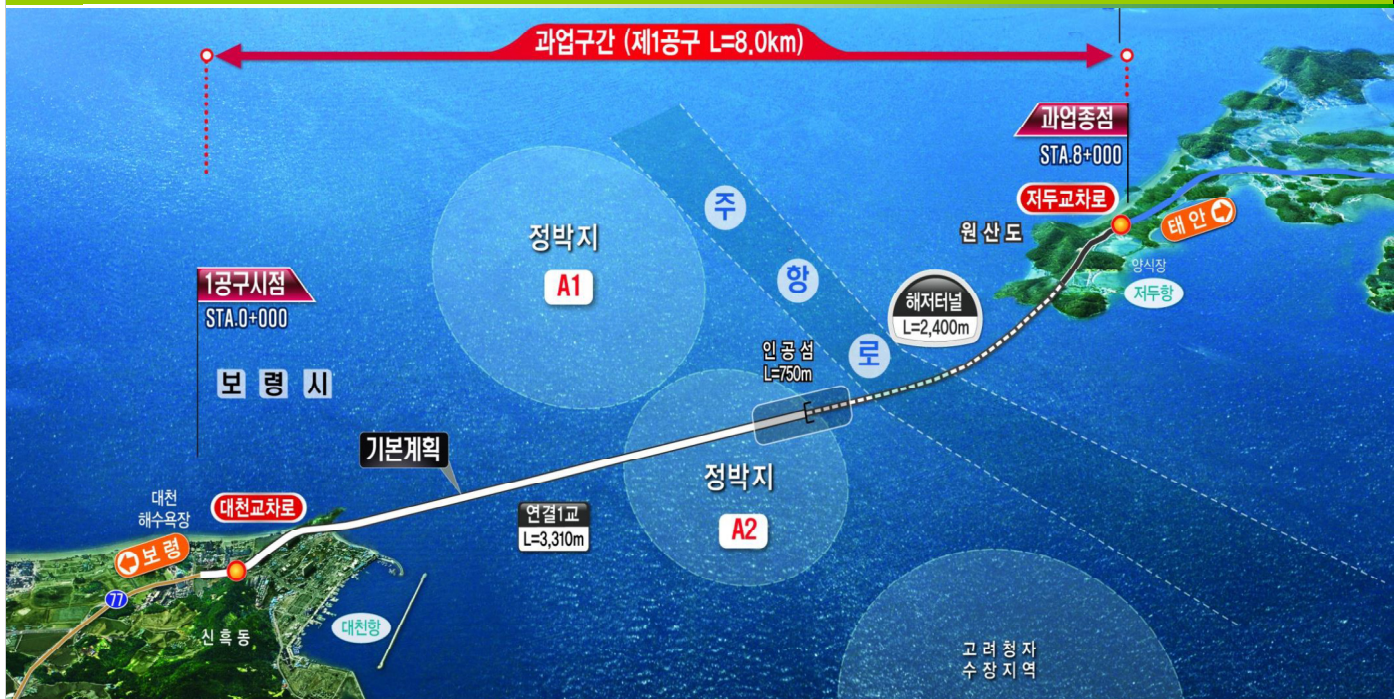 과업구간 (제1공구 L=8.0km)
과업종점
STA.8+000
저두교차로
태안
원산도
양식장
저두항
주
항
로
정박지
A1
해저터널
L=2,400m
인공섬
L=750m
1공구시점
STA.0+000
보령시
기본계획
정박지
A2
연결1교
L=3,310m
대천
해수욕장
대천교차로
보령
77
신흑동
대천항
고려청자
수장지역